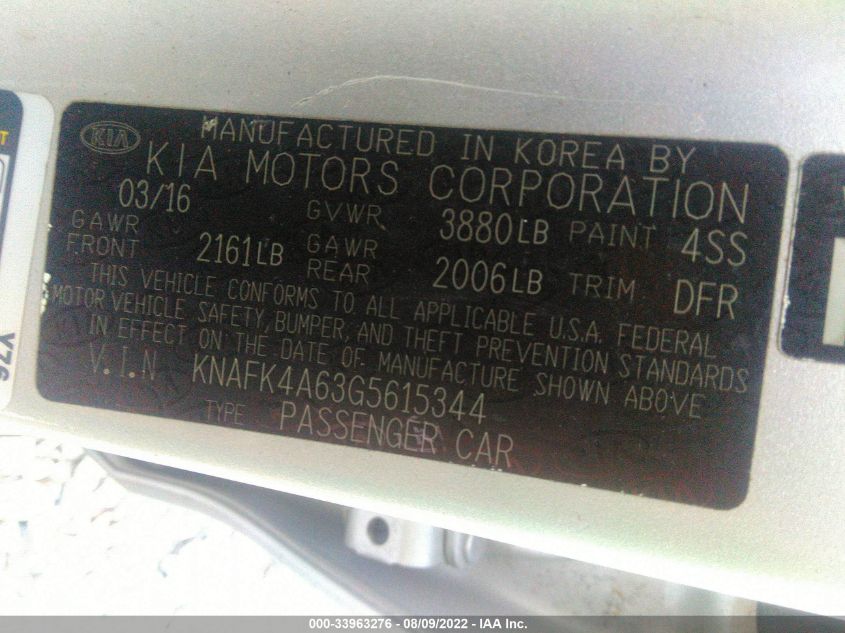 KIA MANUFACTURED IN KOREA BY
KIA MOTORS CORPORATION
03/16 GVWR 3880LB PAINT 4SS
GAWR FRONT 2161LB GAWR REAR 2006LB TRIM DFR
THIS VEHICLE CONFORMS TO ALL APPLICABLE U.S.A. FEDERAL
MOTOR VEHICLE SAFETY, BUMPER, AND THEFT PREVENTION STANDARDS
IN EFFECT ON THE DATE OF MANUFACTURE SHOWN ABOVE
V.I.N KNAFK4A63G5615344
TYPE PASSENGER CAR
000-33963276 - 08/09/2022 - IAA Inc.